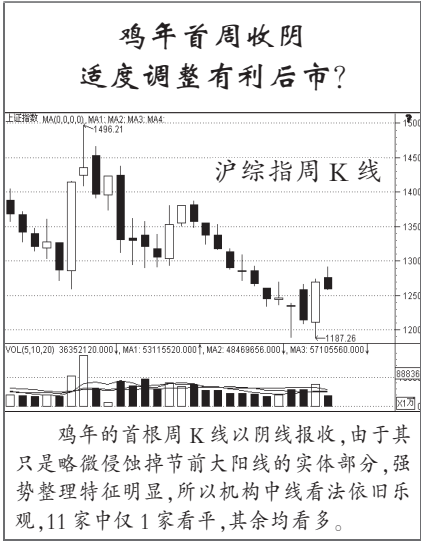 鸡年首周收阴
适度调整有利后市?
上证指数 MA(0,0,0,0) MA1: MA2: MA3: MA4:
1500
1496.21
沪综指周 K 线
1450
1400
1350
1300
1250
1200
1187.26
VOL(5,10,20) 36352120.000↓, MA1: 53115520.000↑, MA2: 48469656.000↓, MA3: 57105560.000↓
88836
X1万
鸡年的首根周 K 线以阴线报收,由于其
只是略微侵蚀掉节前大阳线的实体部分,强
势整理特征明显,所以机构中线看法依旧乐
观,11 家中仅 1 家看平,其余均看多。